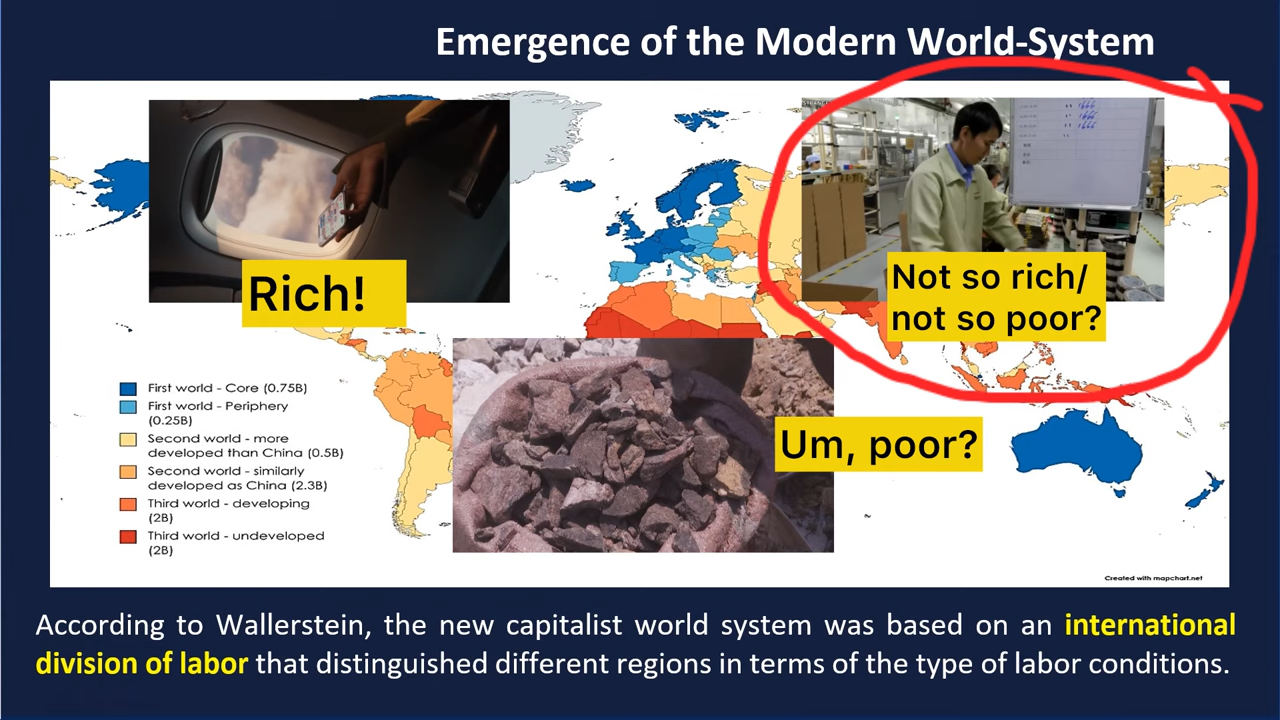 Emergence of the Modern World-System
Rich!
Not so rich/
not so poor?
Um, poor?
First world - Core (0.75B)
First world - Periphery
(0.25B)
Second world - more
developed than China (0.5B)
Second world - similarly
developed as China (2.3B)
Third world - developing
(2B)
Third world - undeveloped
(2B)
Created with mapchart.net
According to Wallerstein, the new capitalist world system was based on an international
division of labor that distinguished different regions in terms of the type of labor conditions.